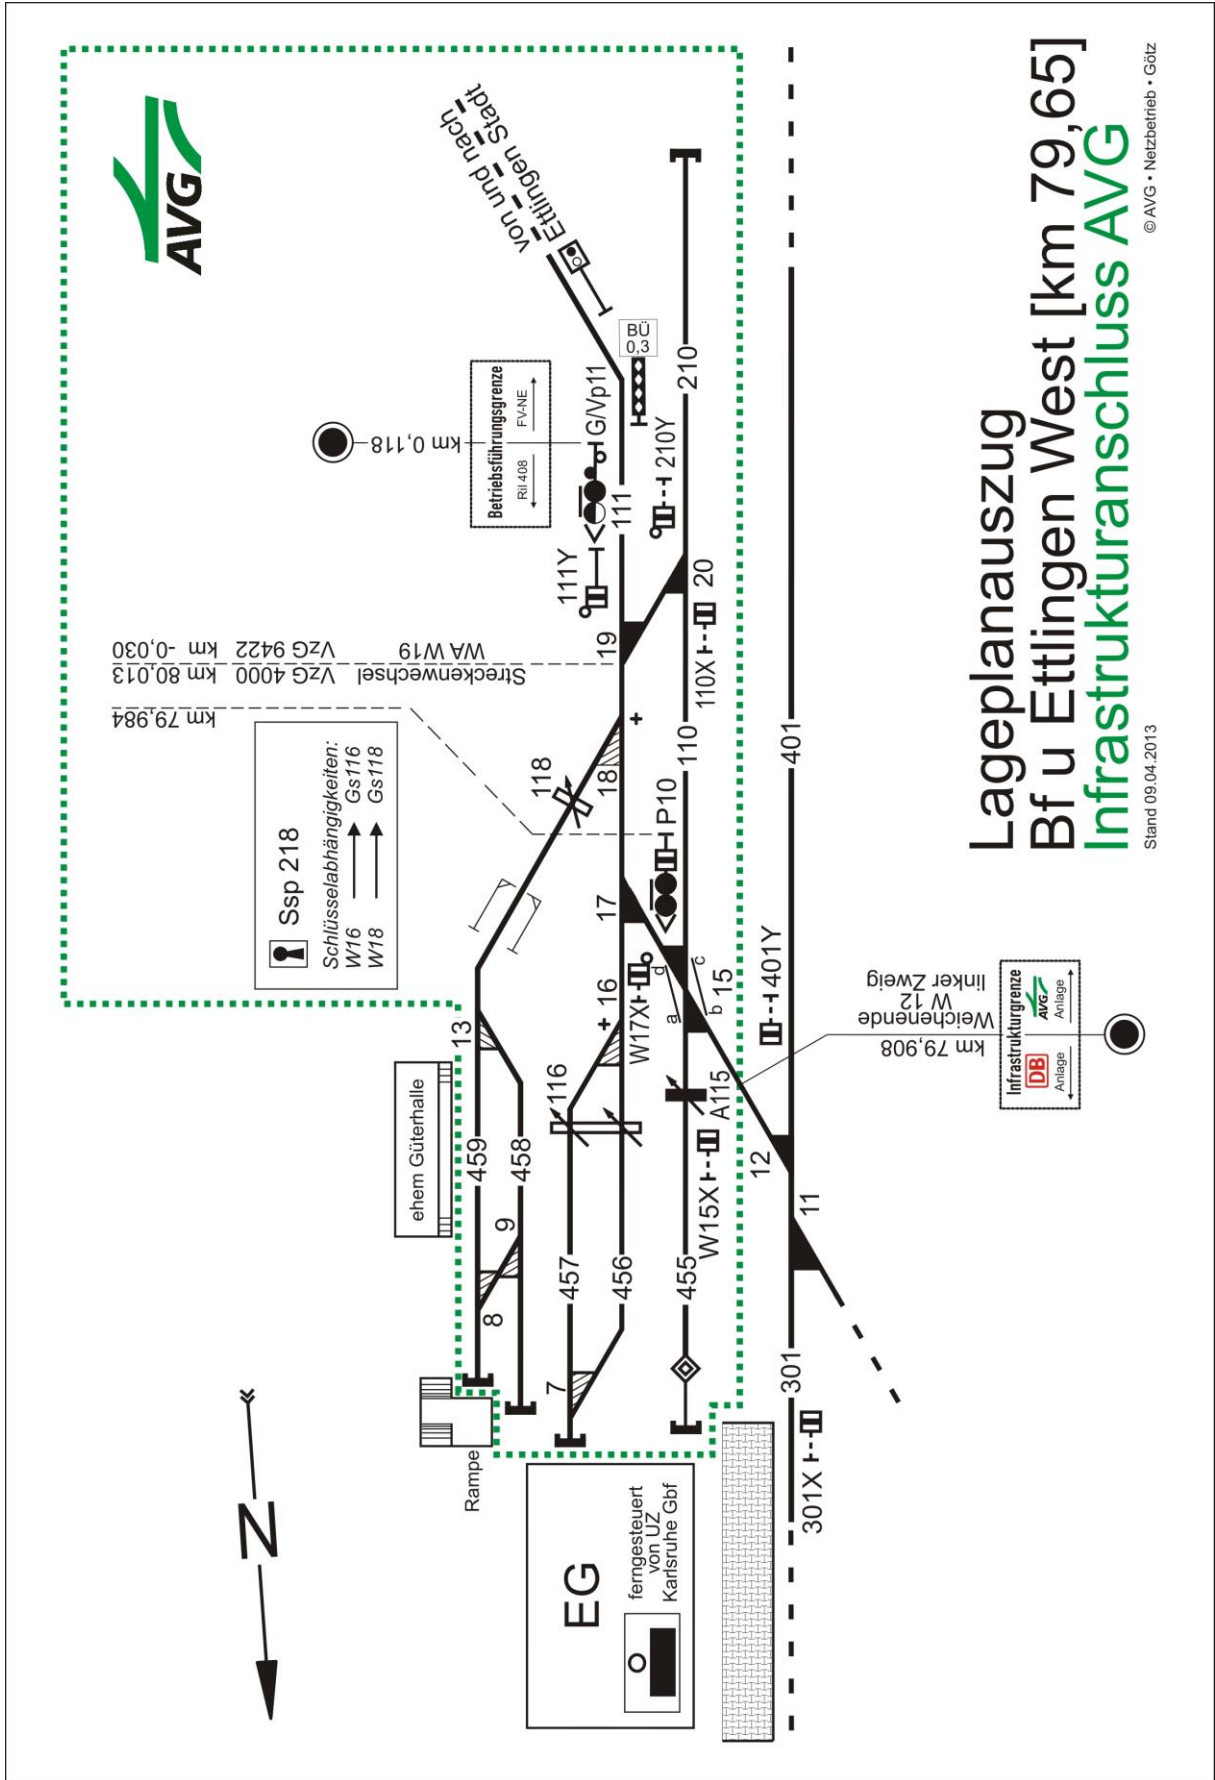 Lageplanauszug
Bf u Ettlingen West [km 79,65]
Infrastrukturanschluss AVG
Stand 09.04.2013
© AVG • Netzbetrieb • Götz
AVG
von und nach
Ettlingen Stadt
Betriebsführungsgrenze
Ril 408
FV-NE
km 0,118
G/Vp11
BÜ
0,3
111Y
111
210Y
210
Streckenwechsel
VzG 4000 km 80,013
WA W19
VzG 9422 km -0,030
km 79,984
19
20
110X
110
Ssp 218
Schlüsselabhängigkeiten:
W16
Gs116
W18
Gs118
118
18
+
17
P10
16
+
W17X
a
b
c
d
15
A115
W15X
116
13
ehem Güterhalle
459
458
457
456
455
9
8
7
Rampe
N
EG
ferngesteuert
von UZ
Karlsruhe Gbf
401
401Y
12
11
301
301X
km 79,908
Weichenende
W 12
linker Zweig
Infrastrukturgrenze
DB
AVG
Anlage
Anlage